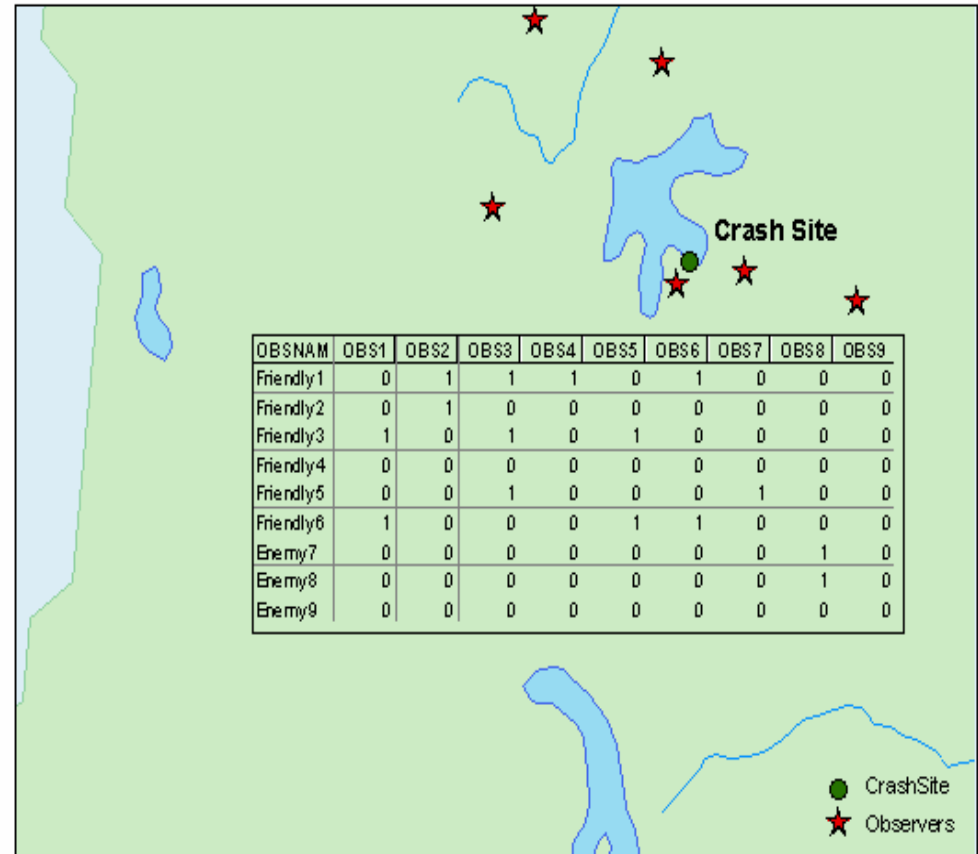 Crash Site
OBSNAM OBS1 OBS2 OBS3 OBS4 OBS5 OBS6 OBS7 OBS8 OBS9
Friendly1 0 1 1 1 0 1 0 0 0
Friendly2 0 1 0 0 0 0 0 0 0
Friendly3 1 0 1 0 1 0 0 0 0
Friendly4 0 0 0 0 0 0 0 0 0
Friendly5 0 0 1 0 0 0 1 0 0
Friendly6 1 0 0 0 1 1 0 0 0
Enemy7 0 0 0 0 0 0 0 1 0
Enemy8 0 0 0 0 0 0 0 1 0
Enemy9 0 0 0 0 0 0 0 0 0
CrashSite
Observers